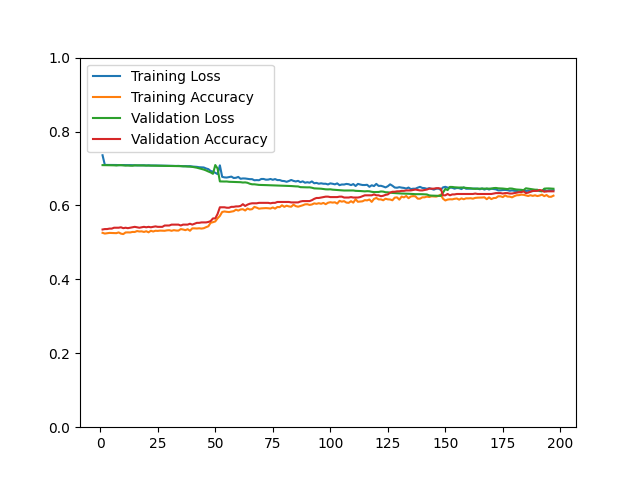 1.0
0.8
0.6
0.4
0.2
0.0
Training Loss
Training Accuracy
Validation Loss
Validation Accuracy
0 25 50 75 100 125 150 175 200